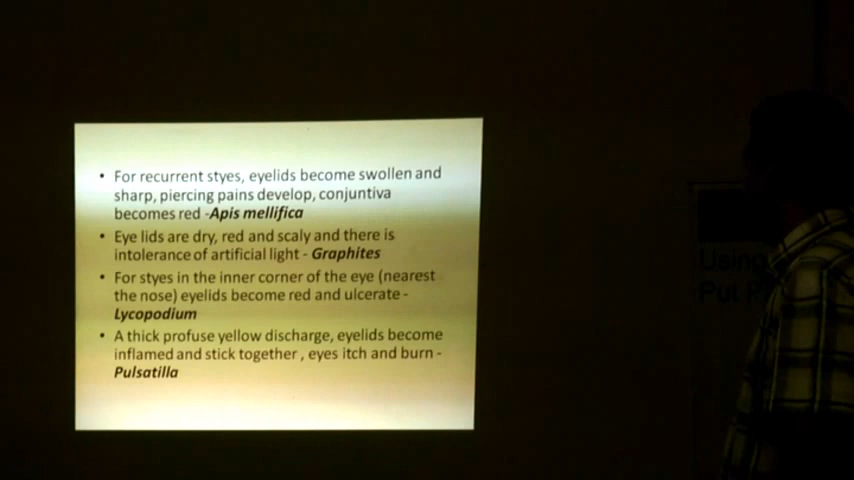 • For recurrent styes, eyelids become swollen and
sharp, piercing pains develop, conjuntiva
becomes red -Apis mellifica
• Eye lids are dry, red and scaly and there is
intolerance of artificial light - Graphites
• For styes in the inner corner of the eye (nearest
the nose) eyelids become red and ulcerate -
Lycopodium
• A thick profuse yellow discharge, eyelids become
inflamed and stick together , eyes itch and burn -
Pulsatilla
Using
Put